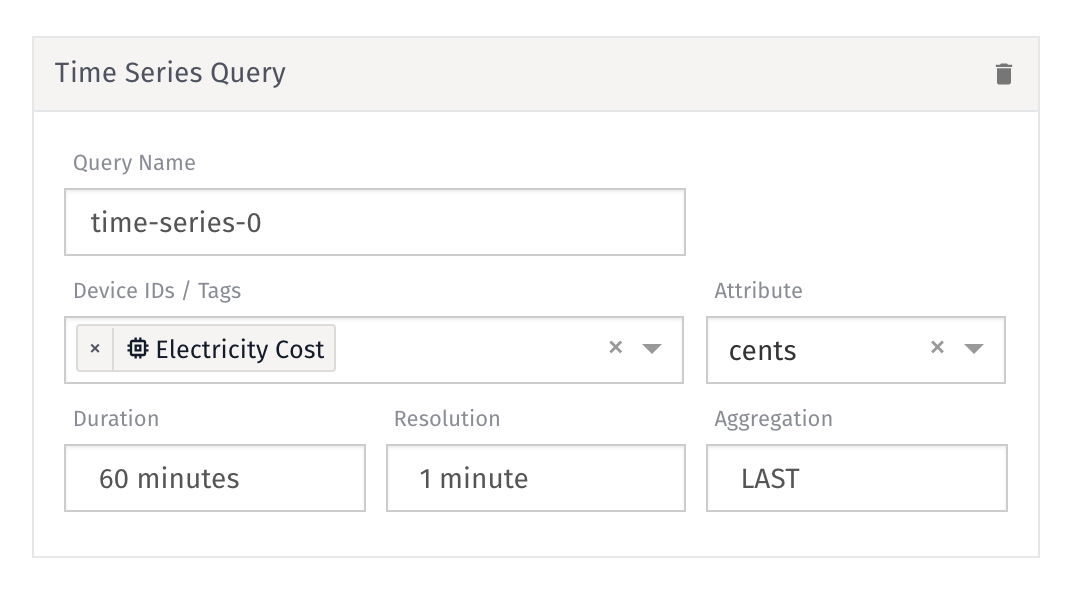 Time Series Query
Query Name
time-series-0
Device IDs / Tags
Attribute
× Electricity Cost ×
cents ×
Duration
Resolution
Aggregation
60 minutes
1 minute
LAST